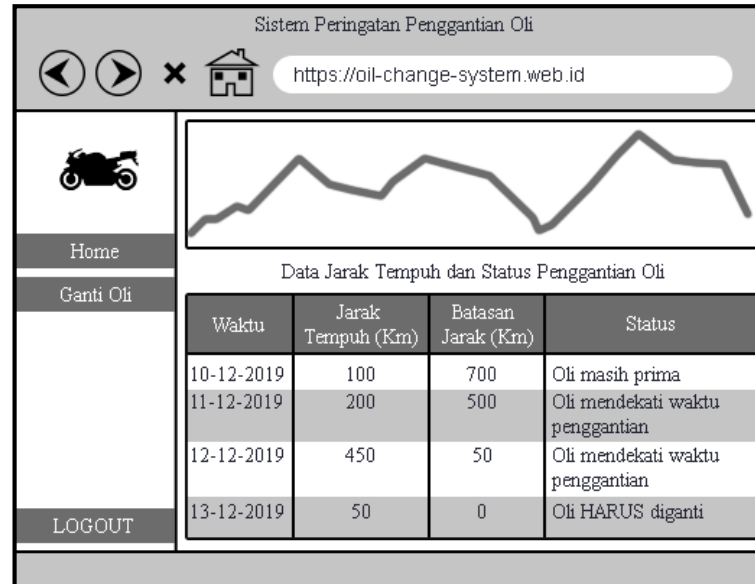 Sistem Peringatan Penggantian Oli
https://oil-change-system.web.id
Home
Ganti Oli
LOGOUT
Data Jarak Tempuh dan Status Penggantian Oli
Waktu Jarak Tempuh (Km) Batasan Jarak (Km) Status
10-12-2019 100 700 Oli masih prima
11-12-2019 200 500 Oli mendekati waktu
penggantian
12-12-2019 450 50 Oli mendekati waktu
penggantian
13-12-2019 50 0 Oli HARUS diganti